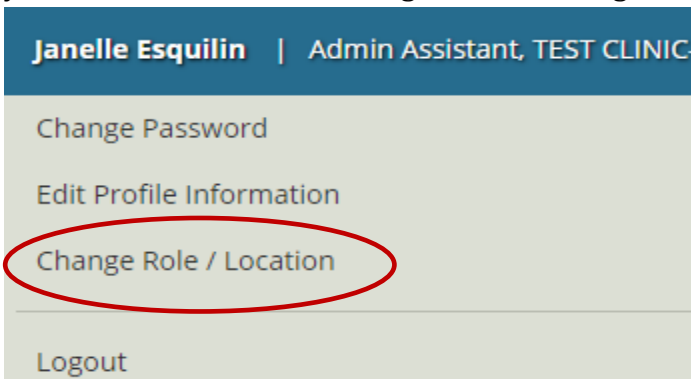 Janelle Esquilin | Admin Assistant, TEST CLINIC-
Change Password
Edit Profile Information
Change Role / Location
Logout